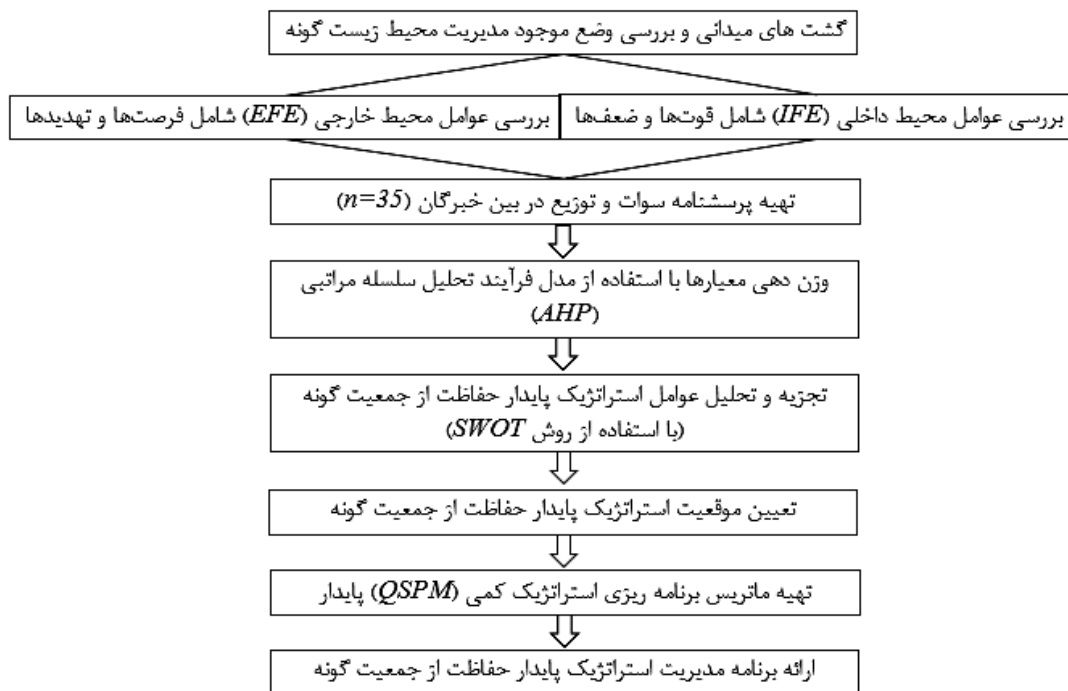 گشت های میدانی و بررسی وضع موجود مدیریت محیط زیست گونه
بررسی عوامل محیط داخلی (IFE) شامل قوت‌ها و ضعف‌ها
بررسی عوامل محیط خارجی (EFE) شامل فرصت‌ها و تهدیدها
تهیه پرسشنامه سوات و توزیع در بین خبرگان (n=35)
وزن دهی معیارها با استفاده از مدل فرآیند تحلیل سلسله مراتبی
(AHP)
تجزیه و تحلیل عوامل استراتژیک پایدار حفاظت از جمعیت گونه
(با استفاده از روش SWOT)
تعیین موقعیت استراتژیک پایدار حفاظت از جمعیت گونه
تهیه ماتریس برنامه ریزی استراتژیک کمی (QSPM) پایدار
ارائه برنامه مدیریت استراتژیک پایدار حفاظت از جمعیت گونه